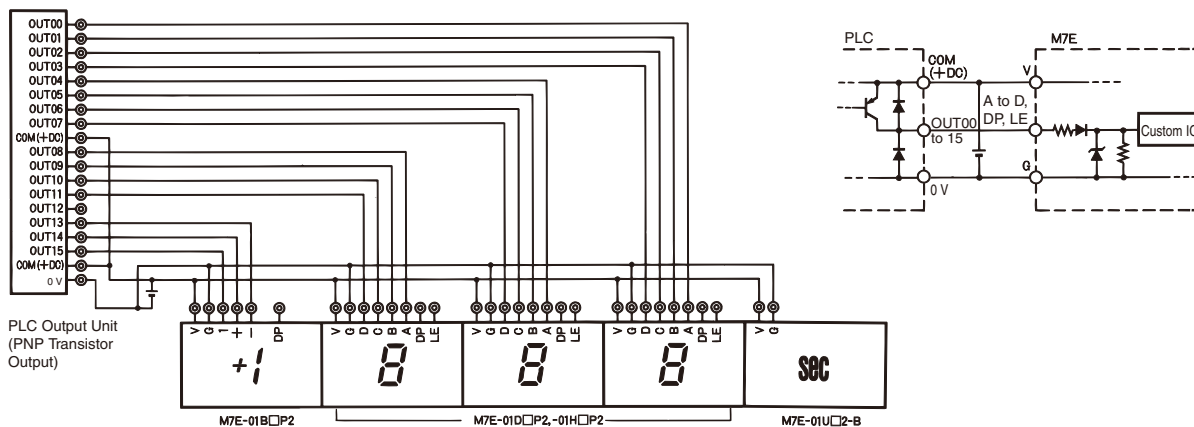 OUT00
OUT01
OUT02
OUT03
OUT04
OUT05
OUT06
OUT07
COM(+DC)
OUT08
OUT09
OUT10
OUT11
OUT12
OUT13
OUT14
OUT15
COM(+DC)
0 V
PLC Output Unit
(PNP Transistor
Output)
V G 1 + − DP
V G D C B A DP LE
V G D C B A DP LE
V G D C B A DP LE
V G
+1
8
8
8
sec
M7E-01B□P2
M7E-01D□P2,-01H□P2
M7E-01U□2-B
PLC
M7E
COM
(+DC)
V
A to D,
DP, LE
OUT00
to 15
Custom IC
G
0 V